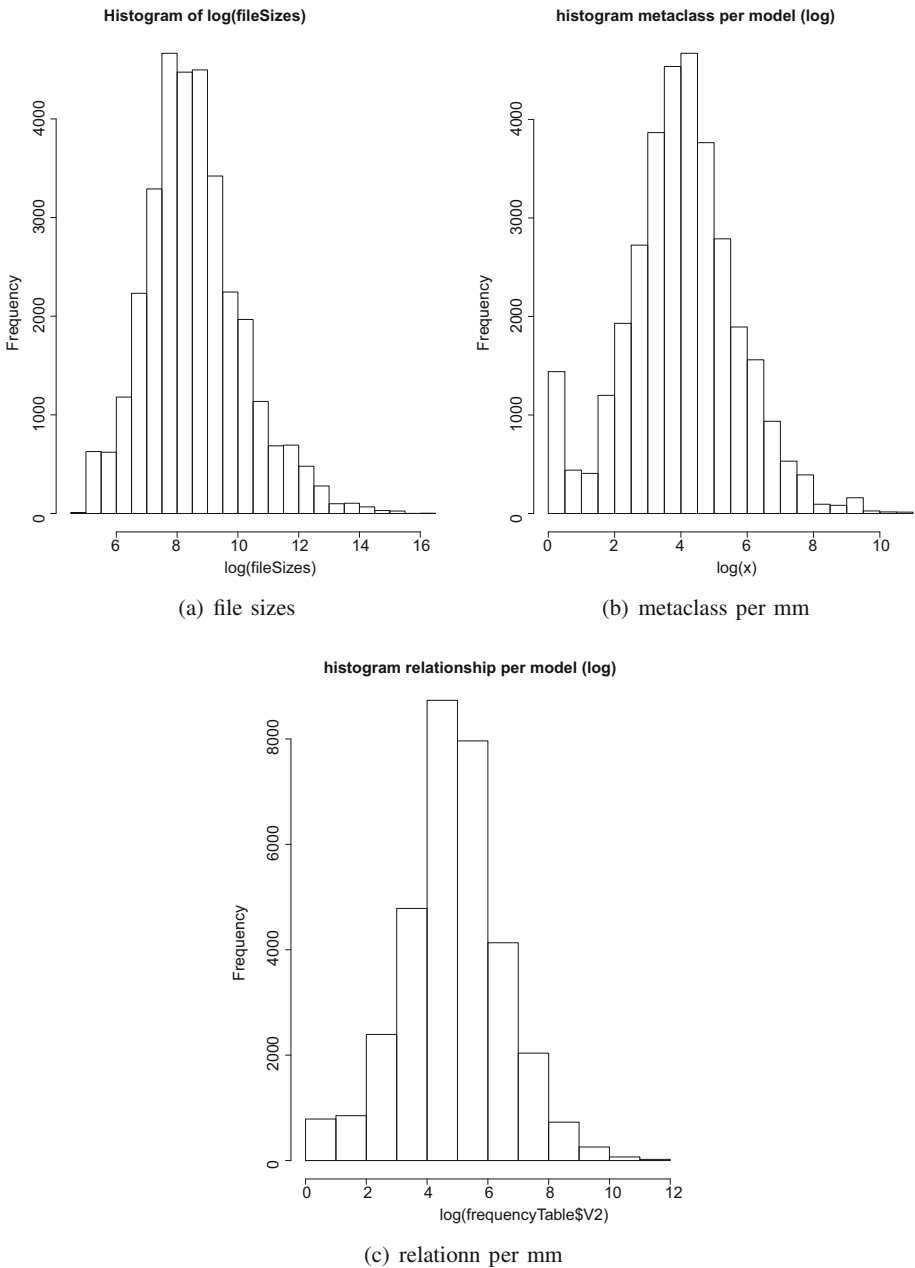 Histogram of log(fileSizes)
Frequency
0 1000 2000 3000 4000
6 8 10 12 14 16
log(fileSizes)
(a) file sizes
histogram metaclass per model (log)
Frequency
0 1000 2000 3000 4000
0 2 4 6 8 10
log(x)
(b) metaclass per mm
histogram relationship per model (log)
Frequency
0 2000 4000 6000 8000
0 2 4 6 8 10 12
log(frequencyTable$V2)
(c) relationn per mm